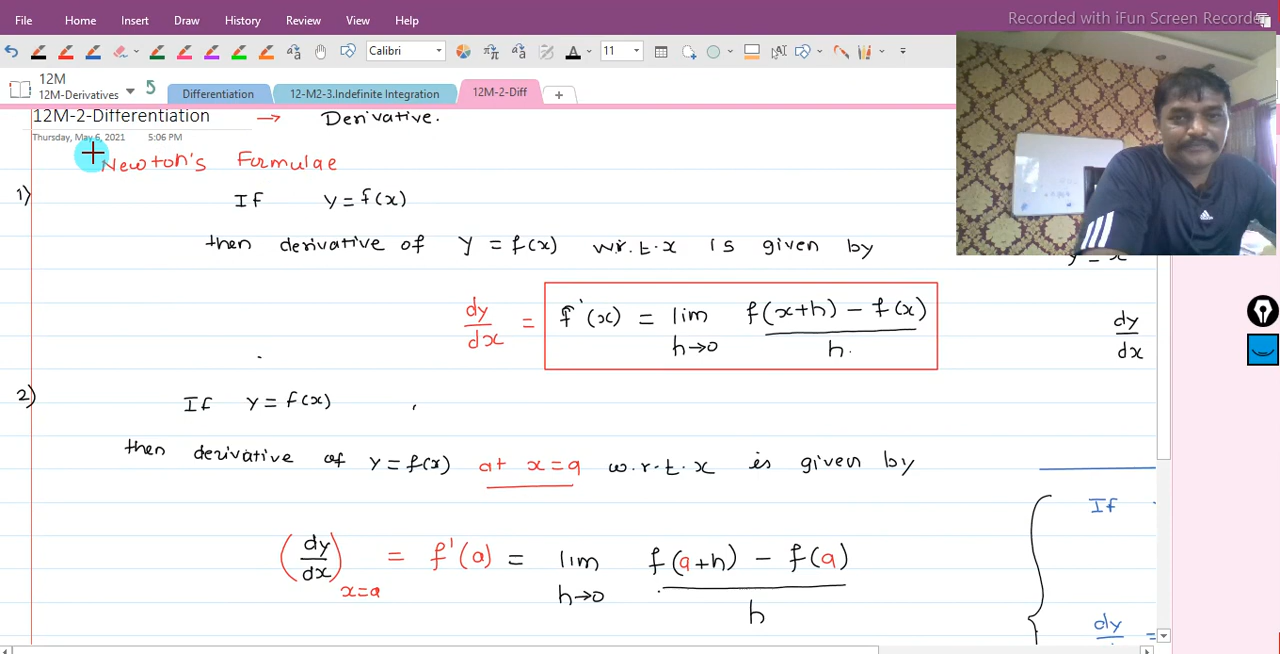 File Home Insert Draw History Review View Help
Recorded with iFun Screen Recorder
Calibri 11
12M
12M-Derivatives
Differentiation 12-M2-3.Indefinite Integration 12M-2-Diff +
12M-2-Differentiation → Derivative.
Thursday, May 6, 2021 5:06 PM
Newton's Formulae
1) If y = f(x)
then derivative of y = f(x) w.r.t.x is given by
dy/dx = f'(x) = lim h→0 f(x+h) - f(x) / h.
dy
dx
2) If y = f(x)
then derivative of y = f(x) at x=a w.r.t.x is given by
If
(dy/dx) x=a = f'(a) = lim h→0 f(a+h) - f(a) / h
dy =